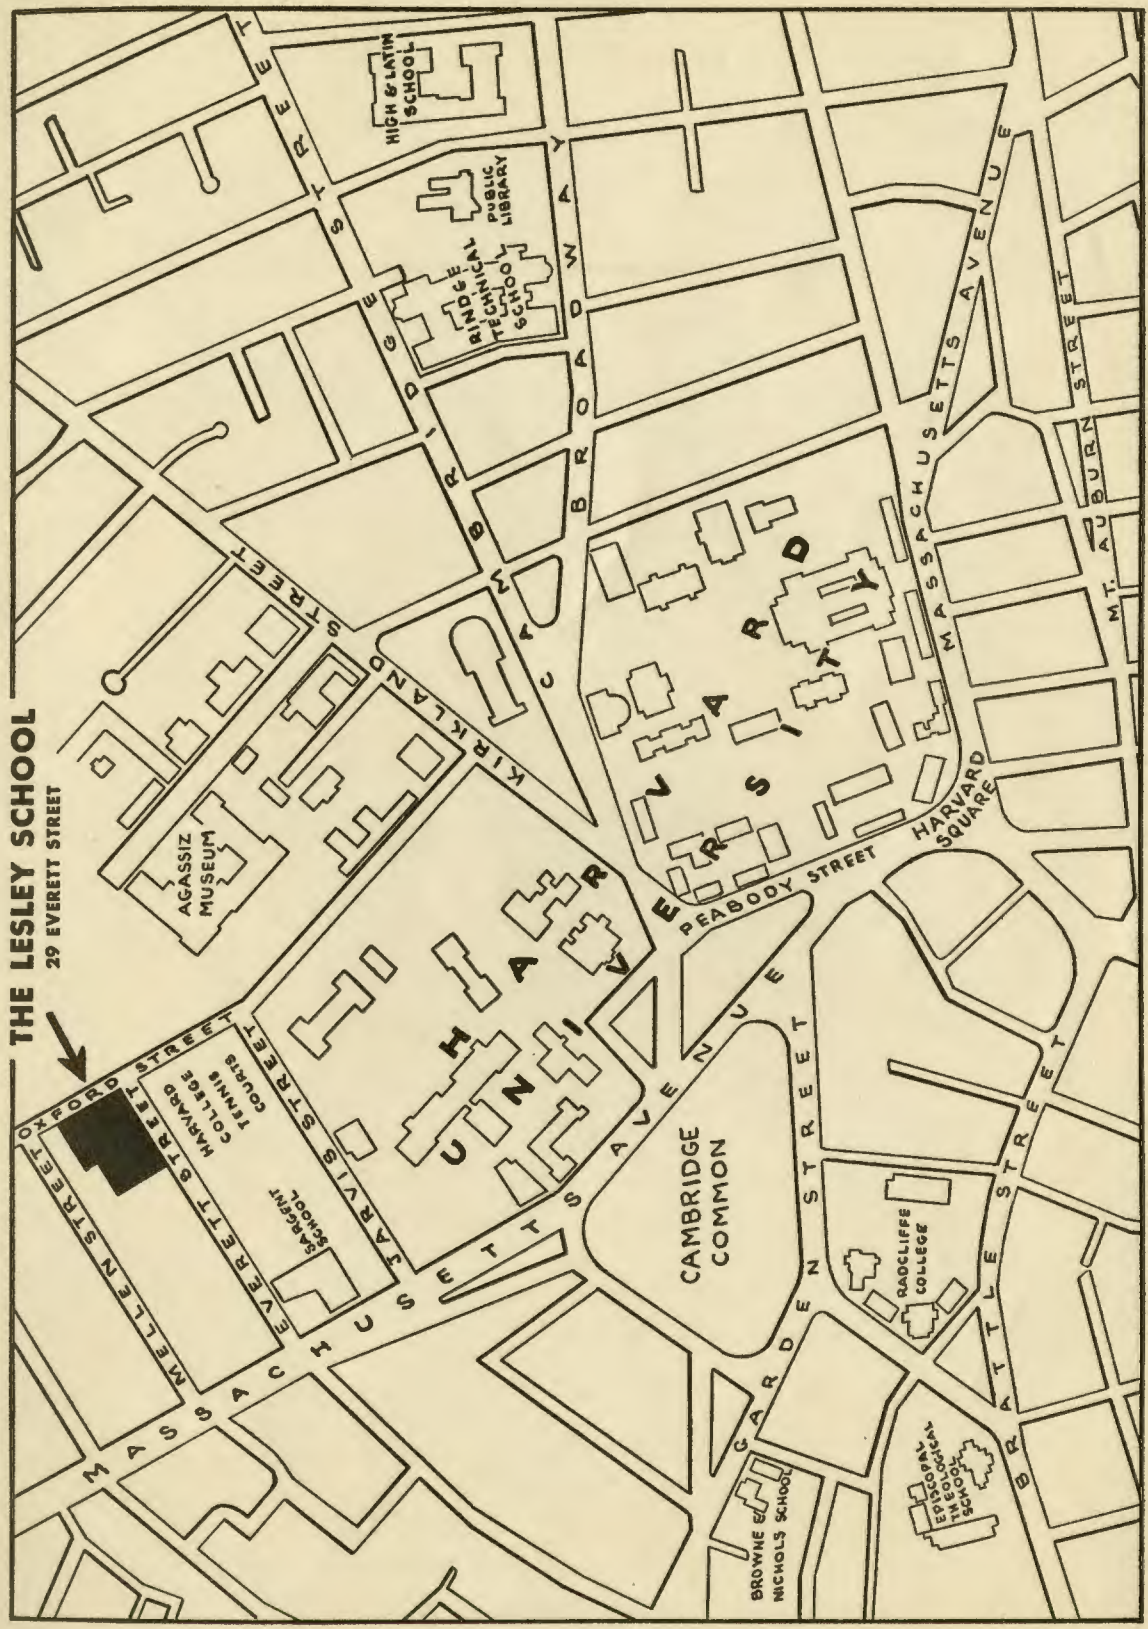 THE LESLEY SCHOOL
29 EVERETT STREET
OXFORD STREET
MELLEN STREET
EVERETT STREET
HARVARD
COLLEGE
TENNIS
COURTS
SARGENT
SCHOOL
JARVIS STREET
AGASSIZ
MUSEUM
STREET
KIRKLAND
HARVARD
UNIVERSITY
YARD
CAMBRIDGE STREET
HIGH & LATIN
SCHOOL
PUBLIC
LIBRARY
RINDGE
TECHNICAL
SCHOOL
BROADWAY
MASSACHUSETTS AVENUE
MT. AUBURN STREET
HARVARD
SQUARE
PEABODY STREET
MASSACHUSETTS AVENUE
CAMBRIDGE
COMMON
GARDEN STREET
RADCLIFFE
COLLEGE
BRATTLE STREET
BROWNE &
NICHOLS SCHOOL
EPISCOPAL
THEOLOGICAL
SCHOOL